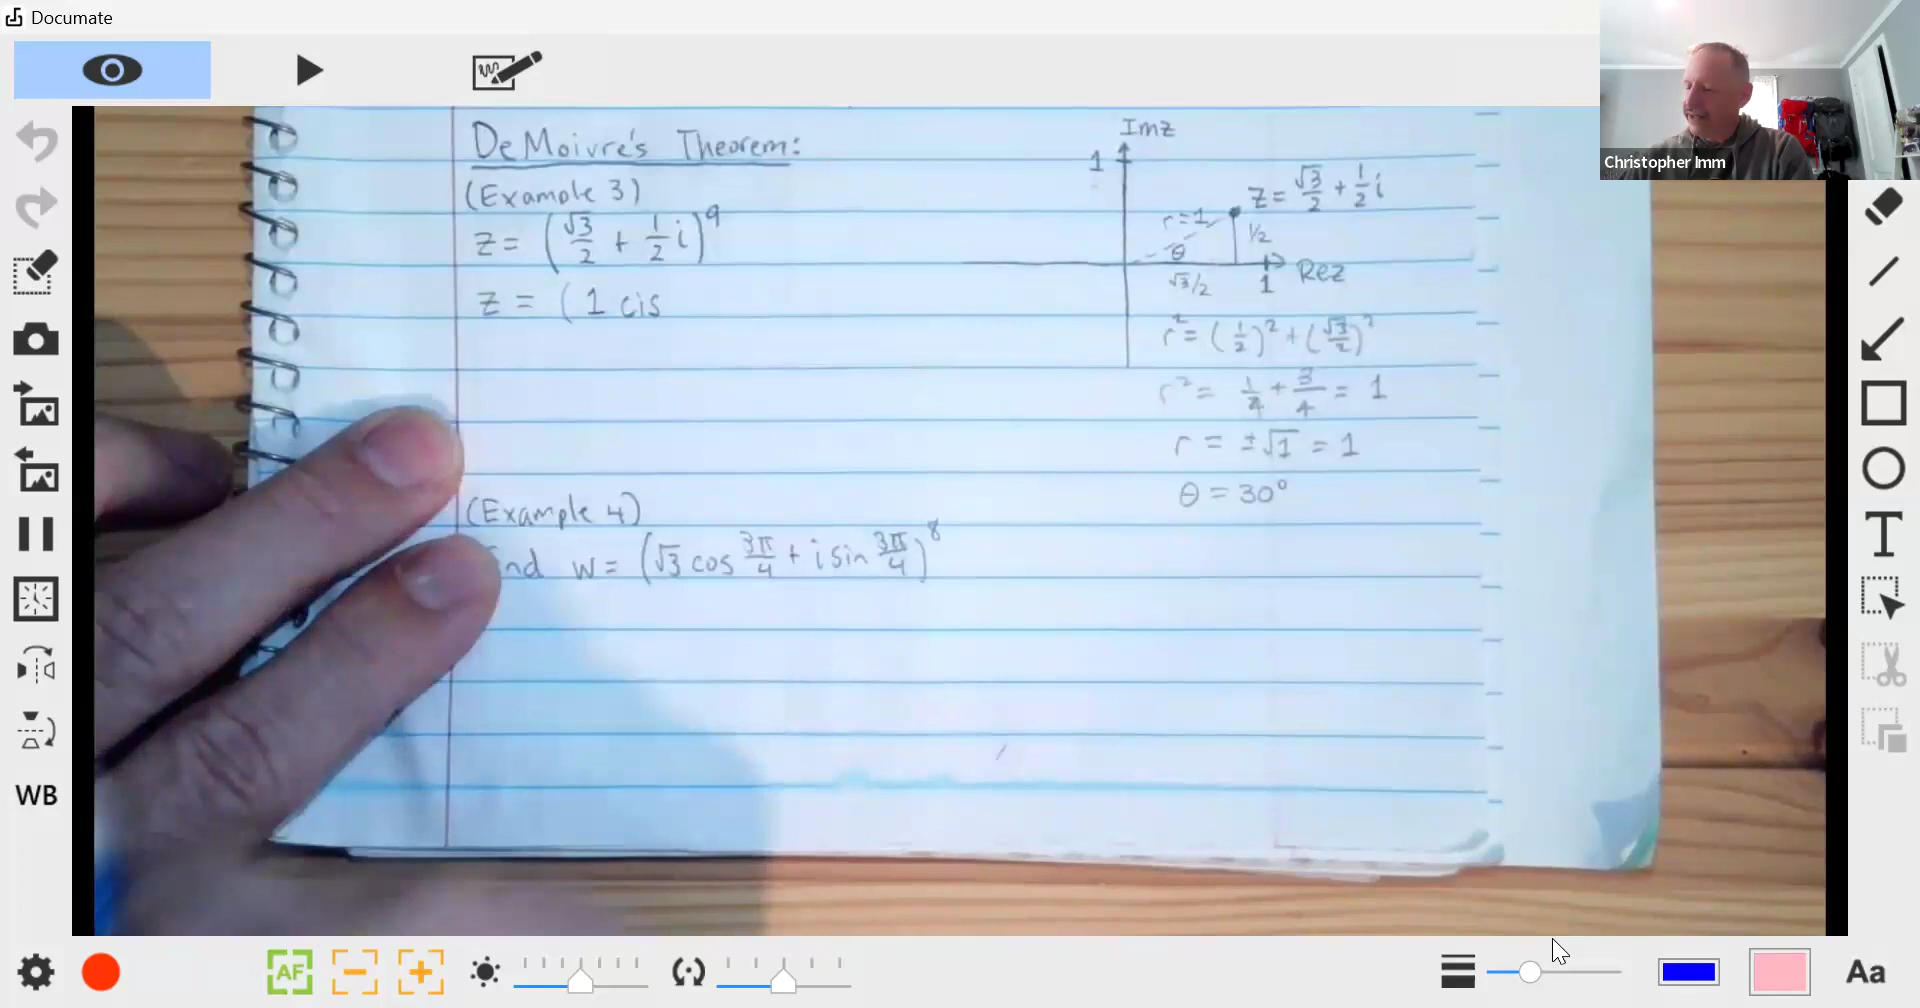 Documate
Christopher Imm
De Moivre's Theorem:
(Example 3)
z = (√3/2 + 1/2 i)^9
z = ( 1 cis
Imz
1
z = √3/2 + 1/2 i
r=1
1/2
θ
Rez
√3/2
1
r² = (1/2)² + (√3/2)²
r² = 1/4 + 3/4 = 1
r = ±√1 = 1
θ = 30°
(Example 4)
w = (√3 cos 3π/4 + i sin 3π/4)^8
WB
T
AF
Aa